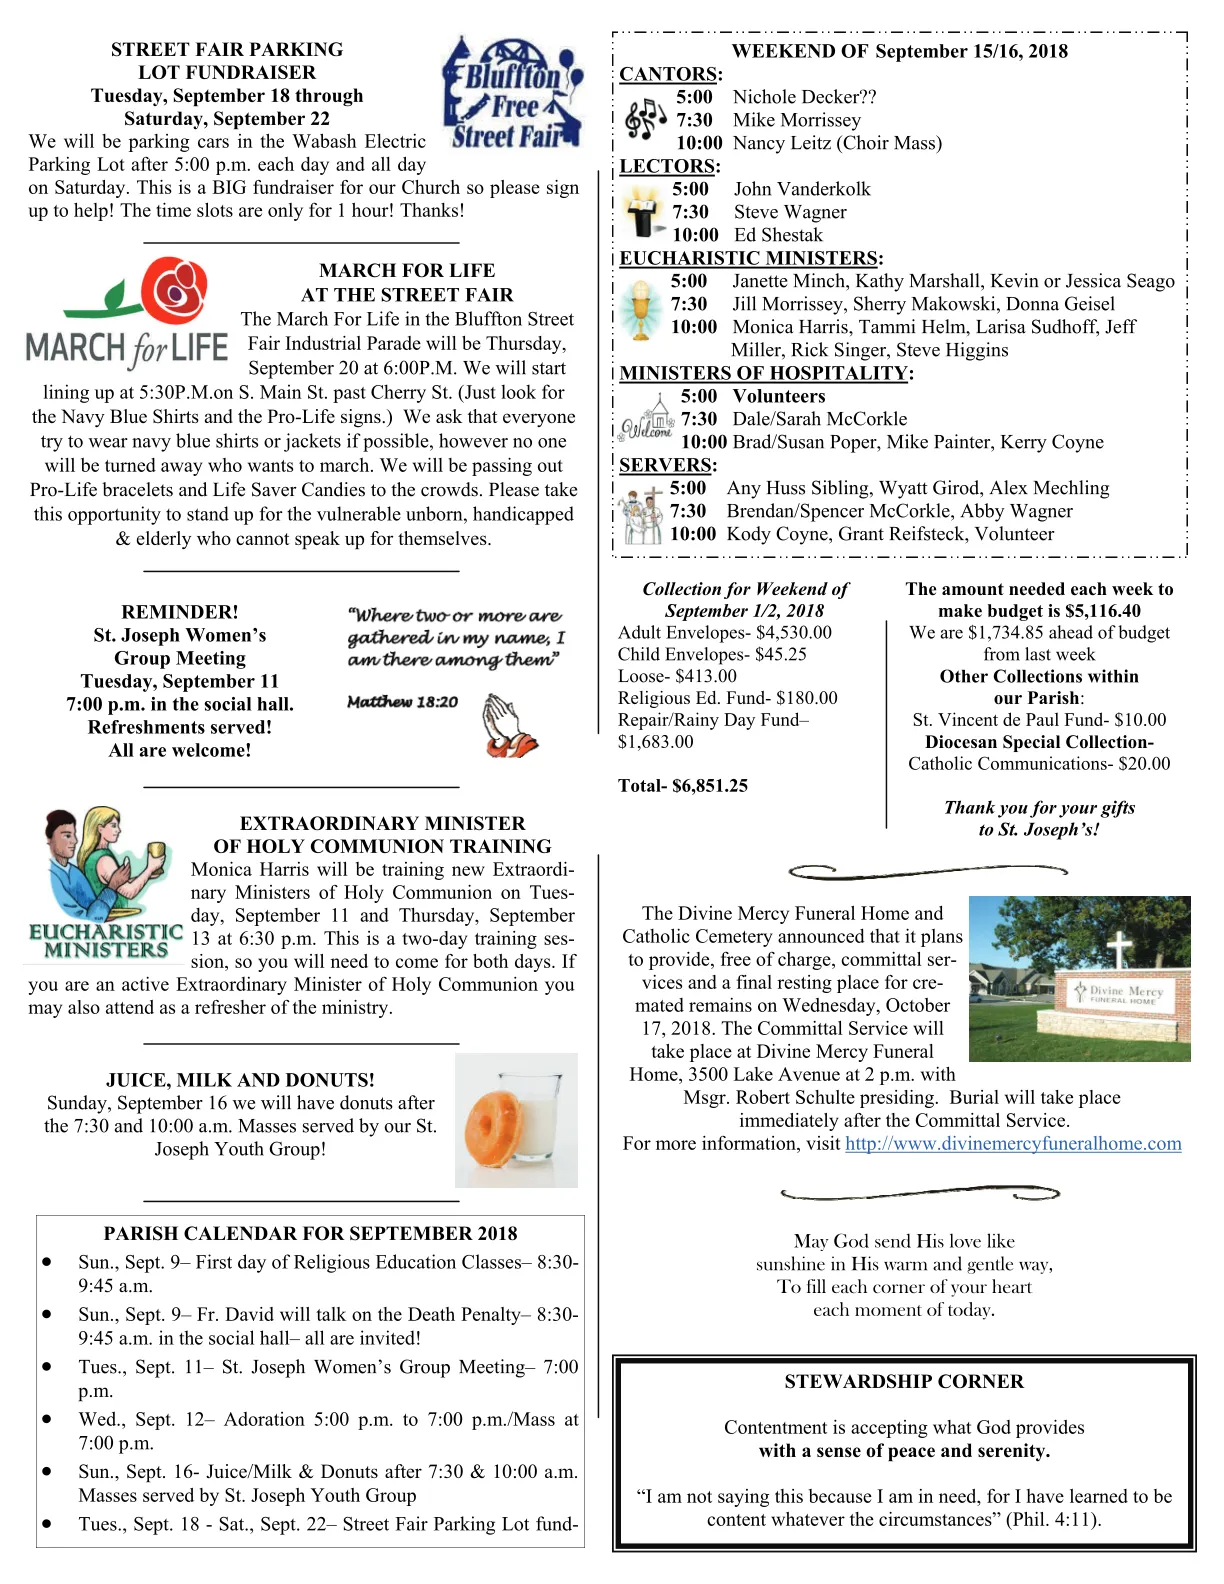 STREET FAIR PARKING
LOT FUNDRAISER
Tuesday, September 18 through
Saturday, September 22
Bluffton
Free
Street Fair
We will be parking cars in the Wabash Electric
Parking Lot after 5:00 p.m. each day and all day
on Saturday. This is a BIG fundraiser for our Church so please sign
up to help! The time slots are only for 1 hour! Thanks!
MARCH for LIFE
MARCH FOR LIFE
AT THE STREET FAIR
The March For Life in the Bluffton Street
Fair Industrial Parade will be Thursday,
September 20 at 6:00P.M. We will start
lining up at 5:30P.M.on S. Main St. past Cherry St. (Just look for
the Navy Blue Shirts and the Pro-Life signs.)  We ask that everyone
try to wear navy blue shirts or jackets if possible, however no one
will be turned away who wants to march. We will be passing out
Pro-Life bracelets and Life Saver Candies to the crowds. Please take
this opportunity to stand up for the vulnerable unborn, handicapped
& elderly who cannot speak up for themselves.
REMINDER!
St. Joseph Women's
Group Meeting
Tuesday, September 11
7:00 p.m. in the social hall.
Refreshments served!
All are welcome!
"Where two or more are
gathered in my name, I
am there among them"
Matthew 18:20
EUCHARISTIC
MINISTERS
EXTRAORDINARY MINISTER
OF HOLY COMMUNION TRAINING
Monica Harris will be training new Extraordi-
nary Ministers of Holy Communion on Tues-
day, September 11 and Thursday, September
13 at 6:30 p.m. This is a two-day training ses-
sion, so you will need to come for both days. If
you are an active Extraordinary Minister of Holy Communion you
may also attend as a refresher of the ministry.
JUICE, MILK AND DONUTS!
Sunday, September 16 we will have donuts after
the 7:30 and 10:00 a.m. Masses served by our St.
Joseph Youth Group!
PARISH CALENDAR FOR SEPTEMBER 2018
• Sun., Sept. 9– First day of Religious Education Classes– 8:30-
9:45 a.m.
• Sun., Sept. 9– Fr. David will talk on the Death Penalty– 8:30-
9:45 a.m. in the social hall– all are invited!
• Tues., Sept. 11– St. Joseph Women's Group Meeting– 7:00
p.m.
• Wed., Sept. 12– Adoration 5:00 p.m. to 7:00 p.m./Mass at
7:00 p.m.
• Sun., Sept. 16- Juice/Milk & Donuts after 7:30 & 10:00 a.m.
Masses served by St. Joseph Youth Group
• Tues., Sept. 18 - Sat., Sept. 22– Street Fair Parking Lot fund-
WEEKEND OF September 15/16, 2018
CANTORS:
5:00 Nichole Decker??
7:30 Mike Morrissey
10:00 Nancy Leitz (Choir Mass)
LECTORS:
5:00 John Vanderkolk
7:30 Steve Wagner
10:00 Ed Shestak
EUCHARISTIC MINISTERS:
5:00 Janette Minch, Kathy Marshall, Kevin or Jessica Seago
7:30 Jill Morrissey, Sherry Makowski, Donna Geisel
10:00 Monica Harris, Tammi Helm, Larisa Sudhoff, Jeff
Miller, Rick Singer, Steve Higgins
MINISTERS OF HOSPITALITY:
Welcome
5:00 Volunteers
7:30 Dale/Sarah McCorkle
10:00 Brad/Susan Poper, Mike Painter, Kerry Coyne
SERVERS:
5:00 Any Huss Sibling, Wyatt Girod, Alex Mechling
7:30 Brendan/Spencer McCorkle, Abby Wagner
10:00 Kody Coyne, Grant Reifsteck, Volunteer
Collection for Weekend of
September 1/2, 2018
Adult Envelopes- $4,530.00
Child Envelopes- $45.25
Loose- $413.00
Religious Ed. Fund- $180.00
Repair/Rainy Day Fund–
$1,683.00
Total- $6,851.25
The amount needed each week to
make budget is $5,116.40
We are $1,734.85 ahead of budget
from last week
Other Collections within
our Parish:
St. Vincent de Paul Fund- $10.00
Diocesan Special Collection-
Catholic Communications- $20.00
Thank you for your gifts
to St. Joseph's!
The Divine Mercy Funeral Home and
Catholic Cemetery announced that it plans
to provide, free of charge, committal ser-
vices and a final resting place for cre-
mated remains on Wednesday, October
17, 2018. The Committal Service will
take place at Divine Mercy Funeral
Home, 3500 Lake Avenue at 2 p.m. with
Msgr. Robert Schulte presiding.  Burial will take place
immediately after the Committal Service.
For more information, visit http://www.divinemercyfuneralhome.com
Divine Mercy
FUNERAL HOME
May God send His love like
sunshine in His warm and gentle way,
To fill each corner of your heart
each moment of today.
STEWARDSHIP CORNER
Contentment is accepting what God provides
with a sense of peace and serenity.
"I am not saying this because I am in need, for I have learned to be
content whatever the circumstances" (Phil. 4:11).